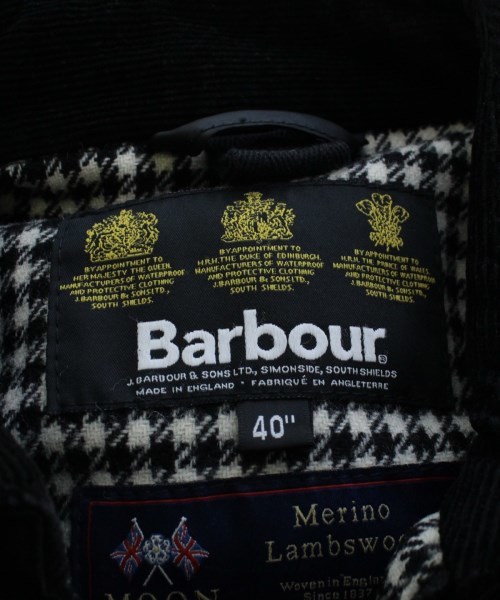 BY APPOINTMENT TO
HER MAJESTY THE QUEEN,
MANUFACTURERS OF WATERPROOF
AND PROTECTIVE CLOTHING
J.BARBOUR & SONS LTD.,
SOUTH SHIELDS.
BY APPOINTMENT TO
H.R.H. THE DUKE OF EDINBURGH,
MANUFACTURERS OF WATERPROOF
AND PROTECTIVE CLOTHING
J.BARBOUR & SONS LTD.,
SOUTH SHIELDS.
BY APPOINTMENT TO
H.R.H. THE PRINCE OF WALES,
MANUFACTURERS OF WATERPROOF
AND PROTECTIVE CLOTHING
J.BARBOUR & SONS LTD.,
SOUTH SHIELDS.
Barbour®
J.BARBOUR & SONS LTD, SIMONSIDE, SOUTH SHIELDS
MADE IN ENGLAND · FABRIQUÉ EN ANGLETERRE
40"
Merino
Lambswoo
Woven in England
Since 1837
MOON